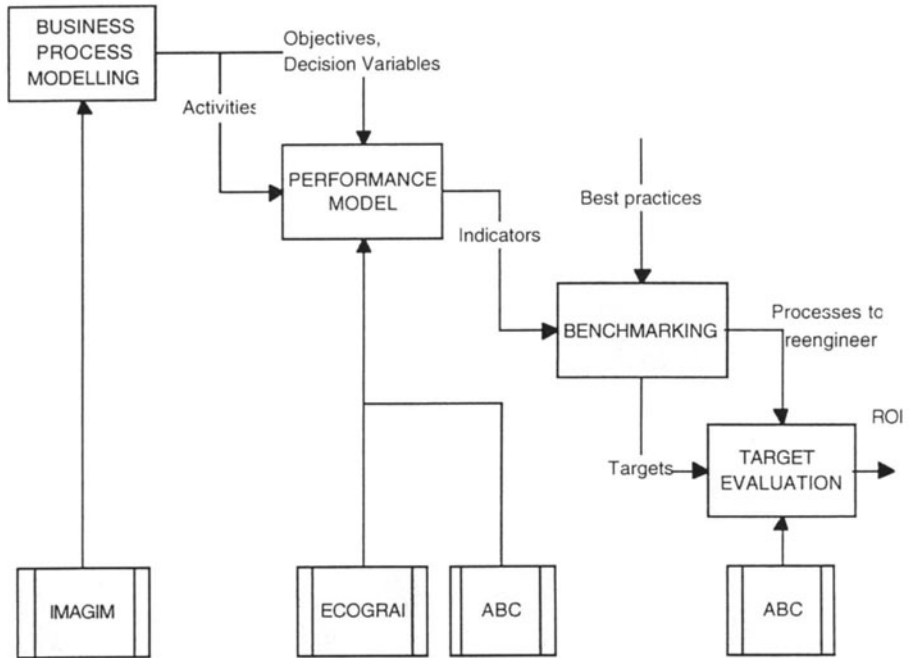 BUSINESS
PROCESS
MODELLING
Objectives,
Decision Variables
Activities
PERFORMANCE
MODEL
Indicators
Best practices
BENCHMARKING
Processes to
reengineer
ROI
Targets
TARGET
EVALUATION
IMAGIM
ECOGRAI
ABC
ABC